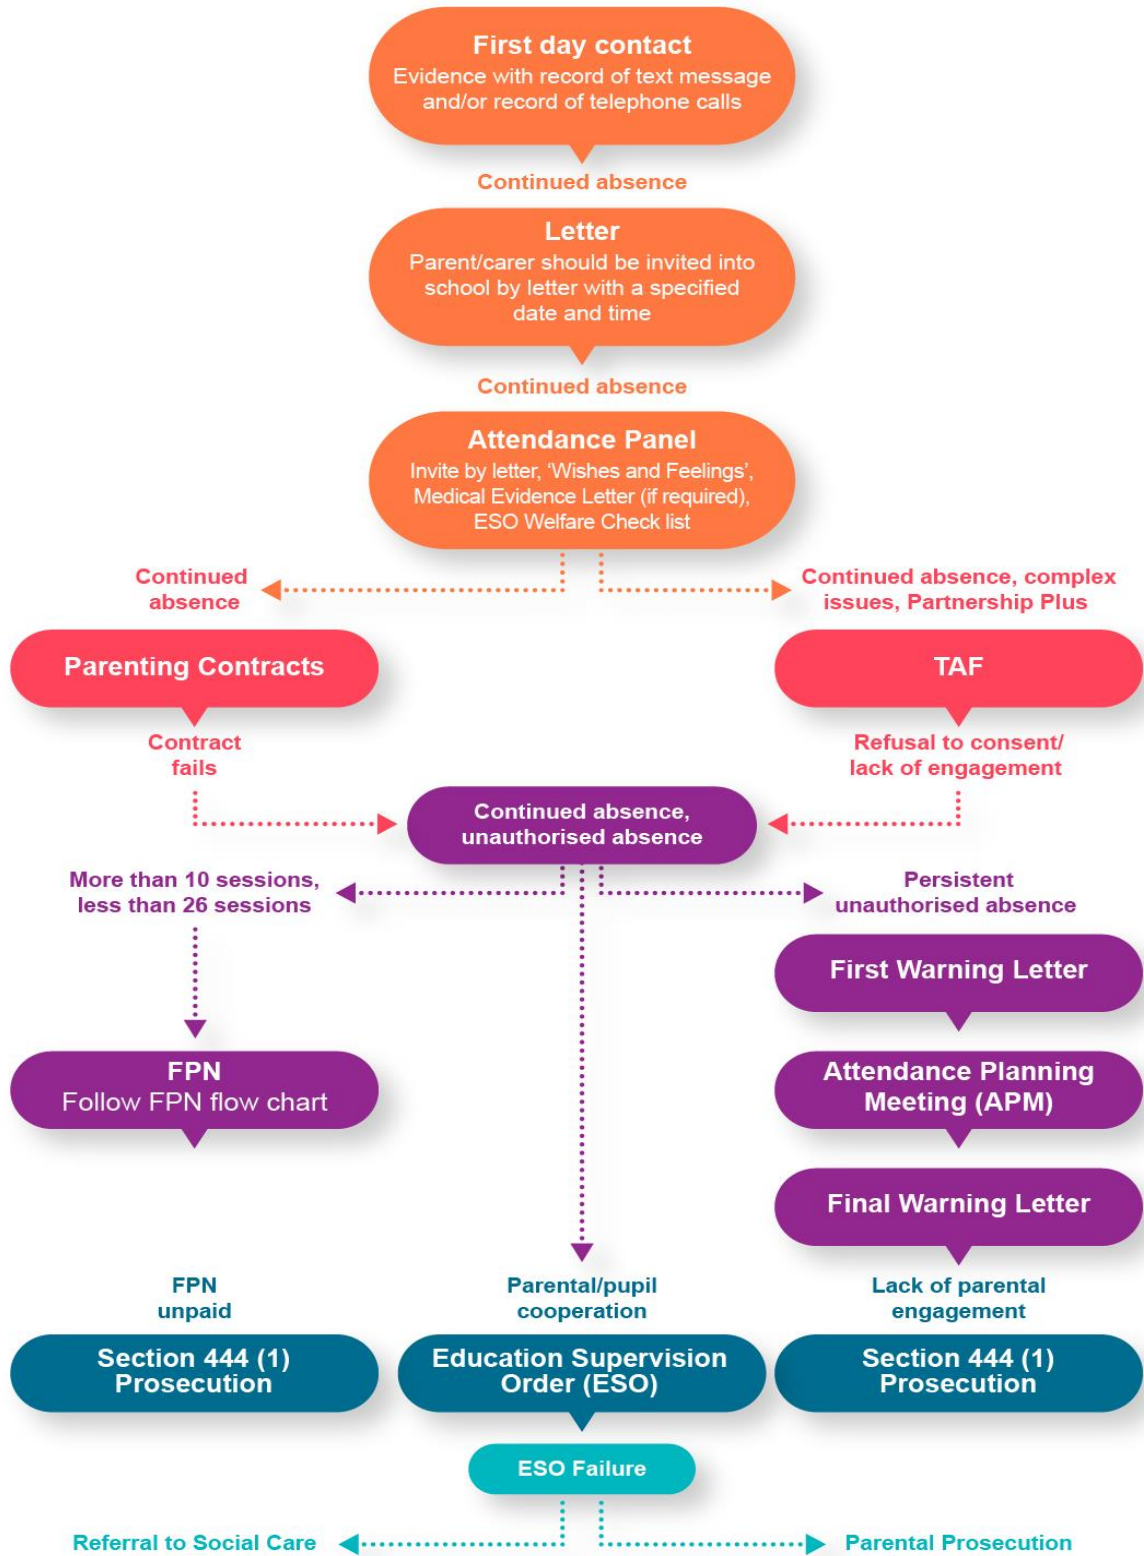 First day contact
Evidence with record of text message
and/or record of telephone calls
Continued absence
Letter
Parent/carer should be invited into
school by letter with a specified
date and time
Continued absence
Attendance Panel
Invite by letter, ‘Wishes and Feelings’,
Medical Evidence Letter (if required),
ESO Welfare Check list
Continued
absence
Continued absence, complex
issues, Partnership Plus
Parenting Contracts
TAF
Contract
fails
Refusal to consent/
lack of engagement
Continued absence,
unauthorised absence
More than 10 sessions,
less than 26 sessions
Persistent
unauthorised absence
First Warning Letter
FPN
Follow FPN flow chart
Attendance Planning
Meeting (APM)
Final Warning Letter
FPN
unpaid
Parental/pupil
cooperation
Lack of parental
engagement
Section 444 (1)
Prosecution
Education Supervision
Order (ESO)
Section 444 (1)
Prosecution
ESO Failure
Referral to Social Care
Parental Prosecution